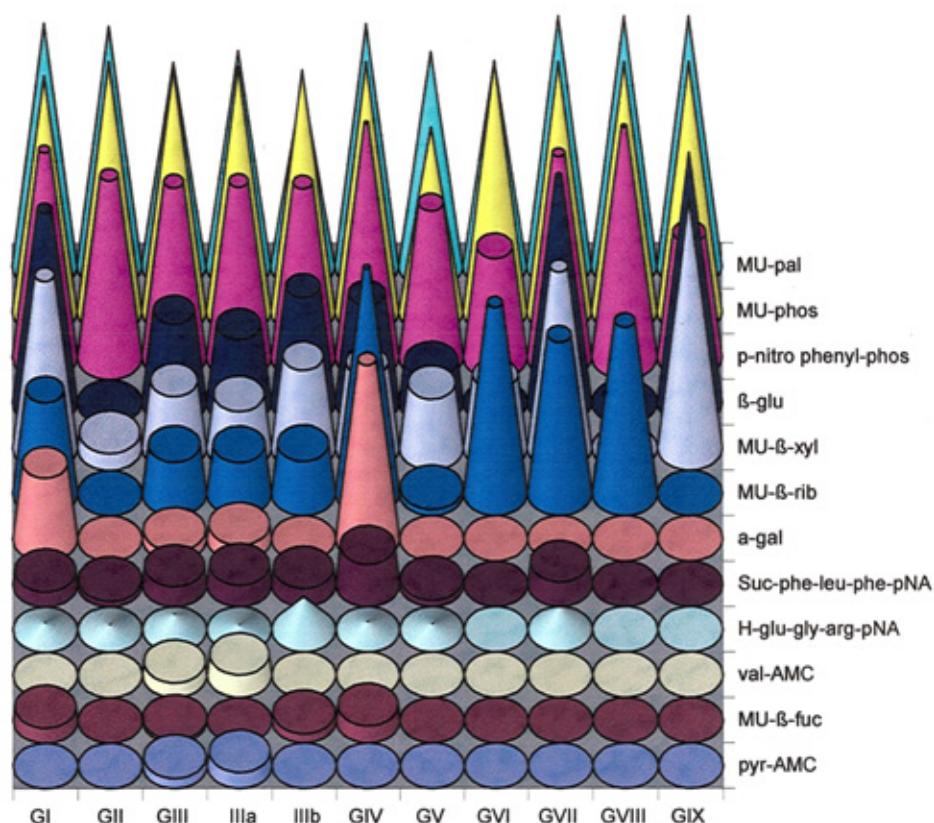 MU-pal
MU-phos
p-nitro phenyl-phos
ß-glu
MU-ß-xyl
MU-ß-rib
a-gal
Suc-phe-leu-phe-pNA
H-glu-gly-arg-pNA
val-AMC
MU-ß-fuc
pyr-AMC
GI GII GIII IIIa IIIb GIV GV GVI GVII GVIII GIX